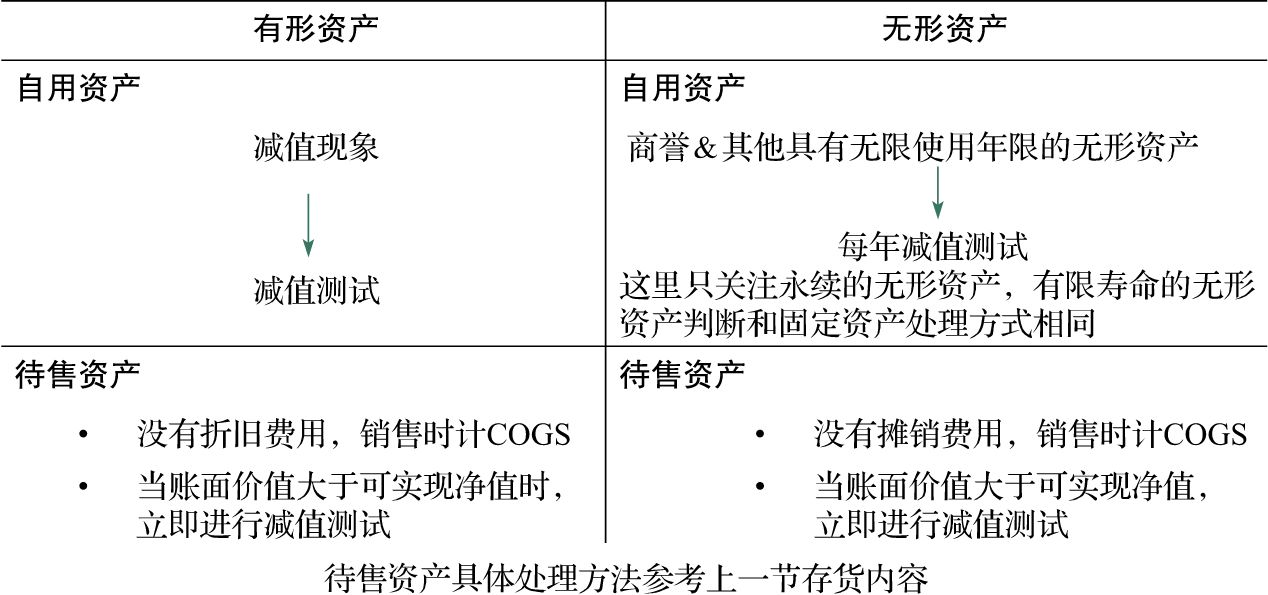 有形资产
无形资产
自用资产
减值现象
减值测试
自用资产
商誉&其他具有无限使用年限的无形资产
每年减值测试
这里只关注永续的无形资产，有限寿命的无形
资产判断和固定资产处理方式相同
待售资产
• 没有折旧费用，销售时计COGS
• 当账面价值大于可实现净值时，
立即进行减值测试
待售资产
• 没有摊销费用，销售时计COGS
• 当账面价值大于可实现净值，
立即进行减值测试
待售资产具体处理方法参考上一节存货内容